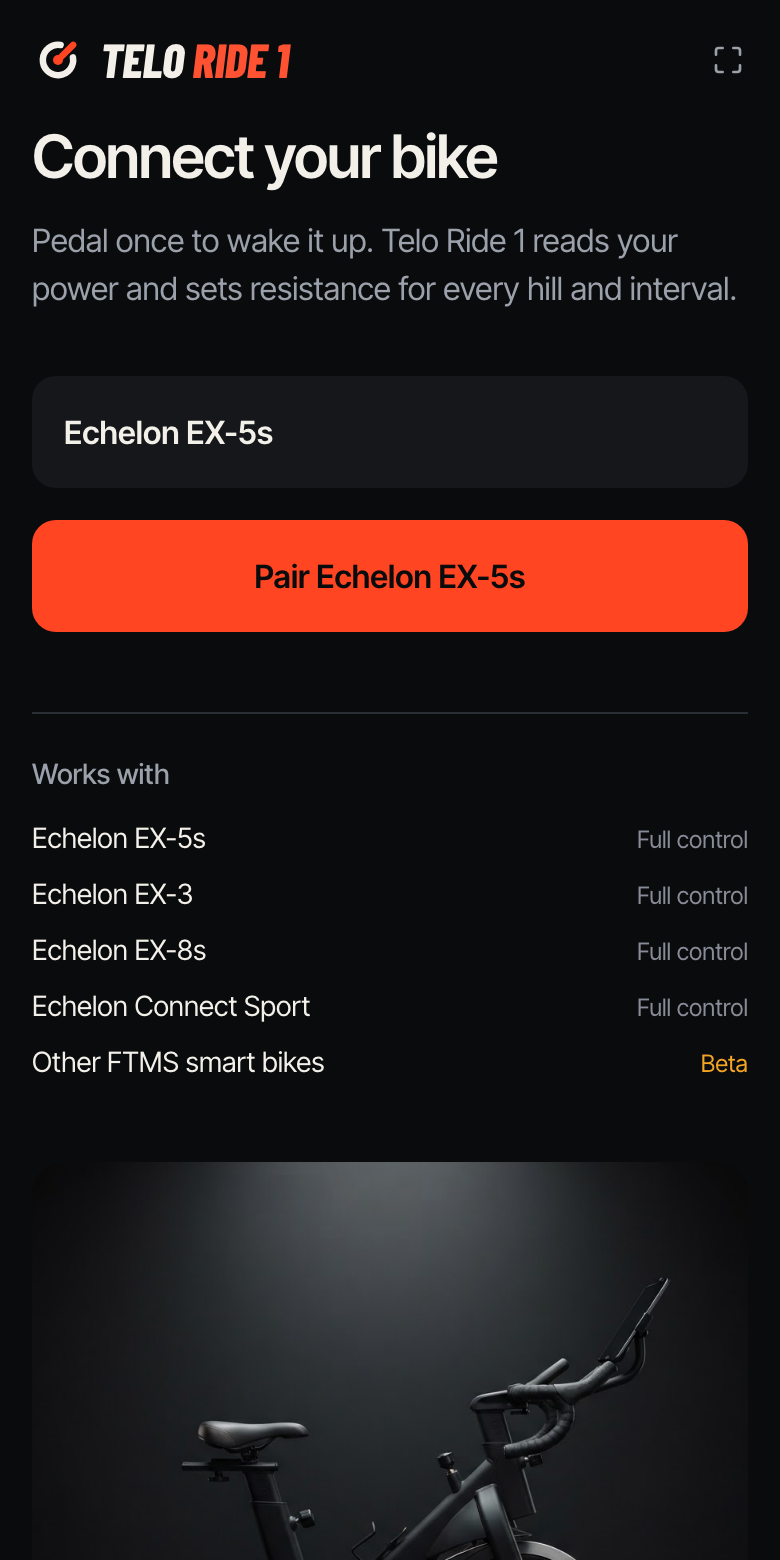 TELO RIDE 1
Connect your bike
Pedal once to wake it up. Telo Ride 1 reads your
power and sets resistance for every hill and interval.
Echelon EX-5s
Pair Echelon EX-5s
Works with
Echelon EX-5s Full control
Echelon EX-3 Full control
Echelon EX-8s Full control
Echelon Connect Sport Full control
Other FTMS smart bikes Beta